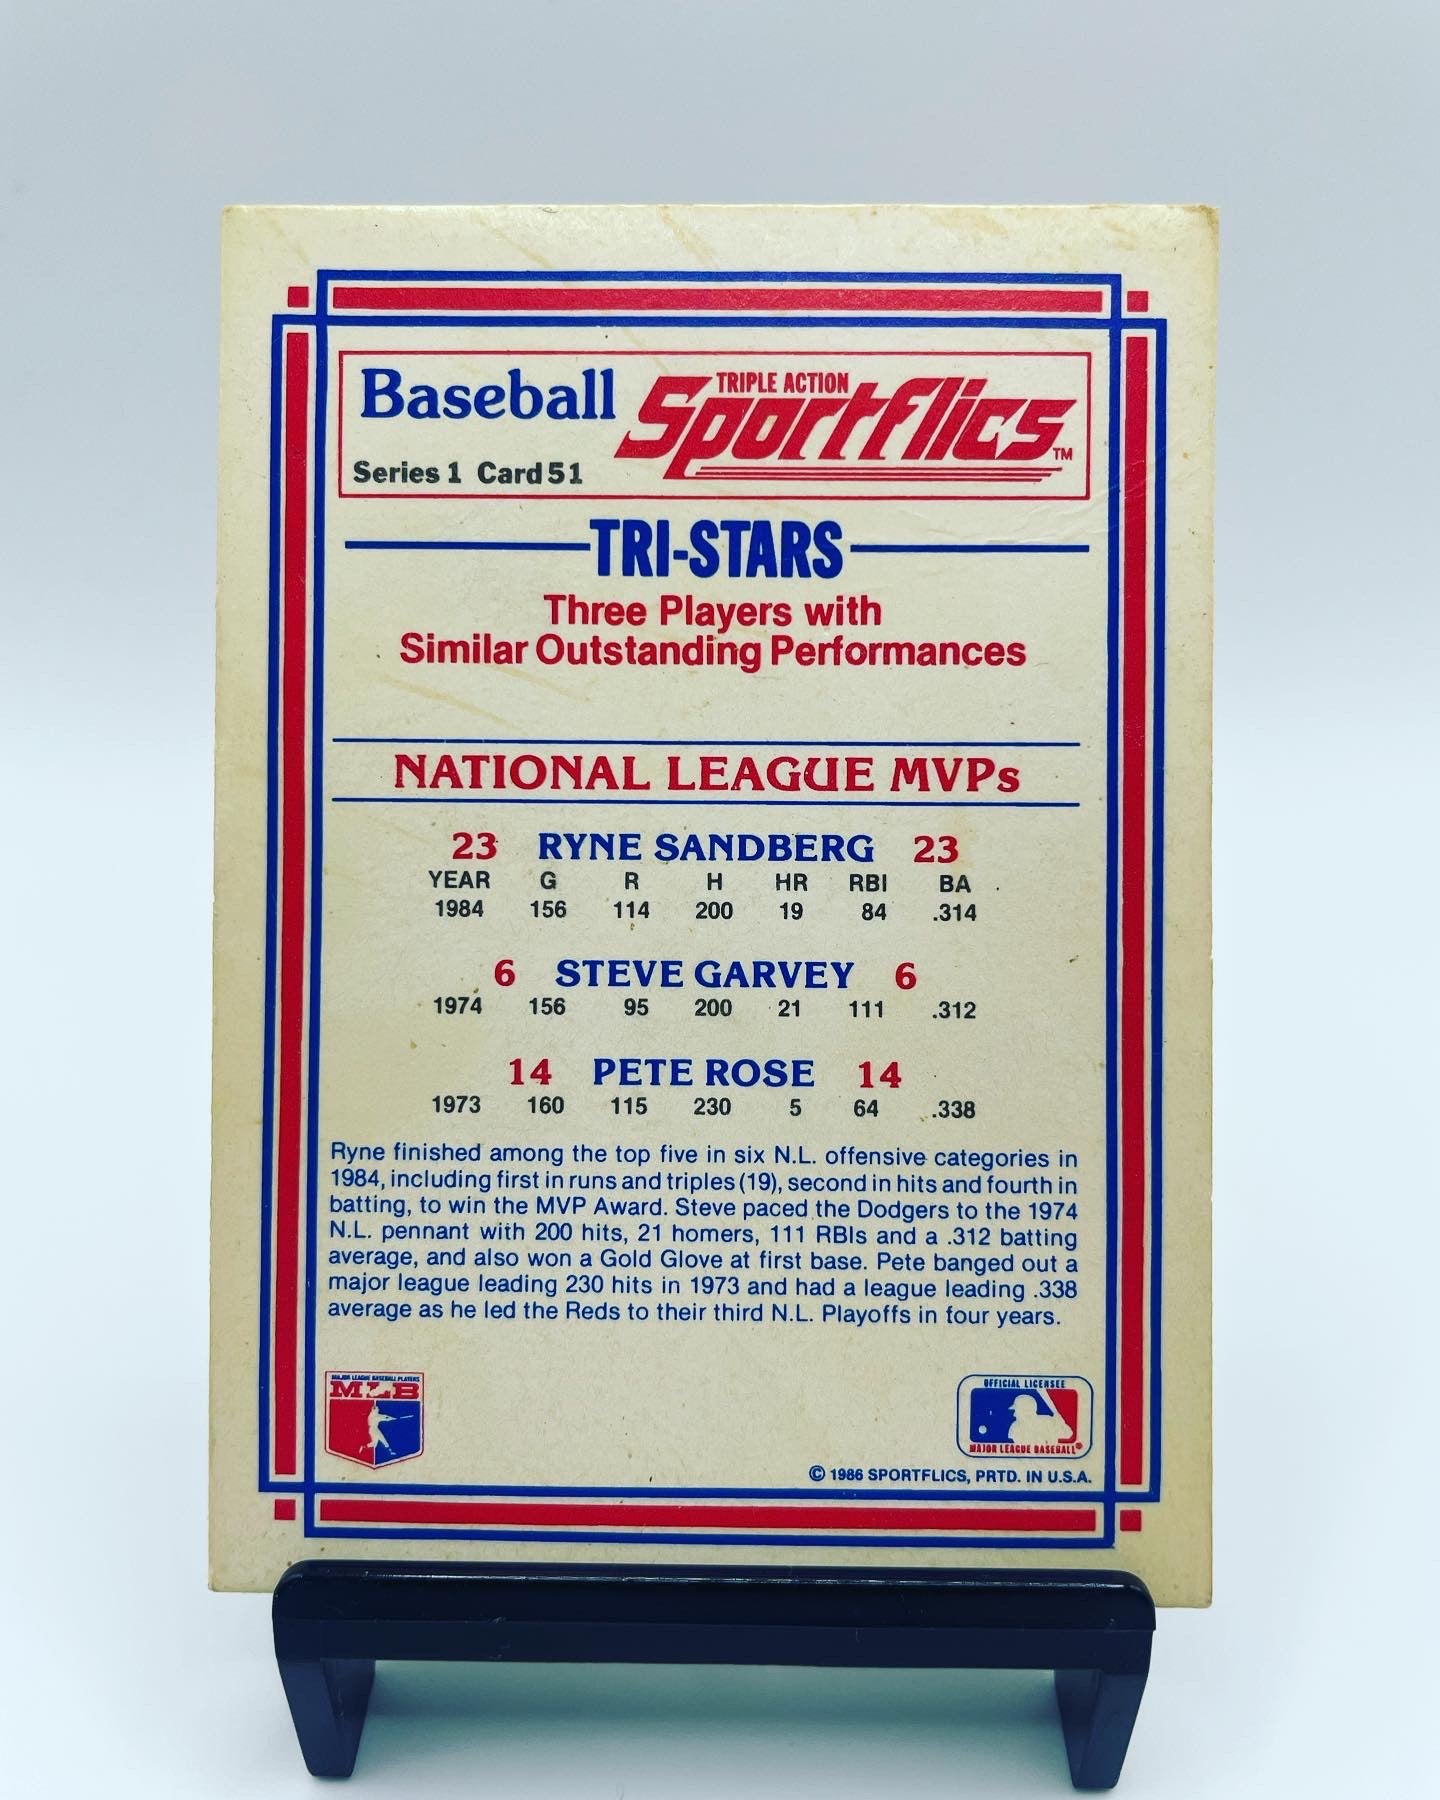 Baseball
TRIPLE ACTION
Sportflics™
Series 1 Card 51
TRI-STARS
Three Players with
Similar Outstanding Performances
NATIONAL LEAGUE MVPs
23 RYNE SANDBERG 23
YEAR G R H HR RBI BA
1984 156 114 200 19 84 .314
6 STEVE GARVEY 6
1974 156 95 200 21 111 .312
14 PETE ROSE 14
1973 160 115 230 5 64 .338
Ryne finished among the top five in six N.L. offensive categories in
1984, including first in runs and triples (19), second in hits and fourth in
batting, to win the MVP Award. Steve paced the Dodgers to the 1974
N.L. pennant with 200 hits, 21 homers, 111 RBIs and a .312 batting
average, and also won a Gold Glove at first base. Pete banged out a
major league leading 230 hits in 1973 and had a league leading .338
average as he led the Reds to their third N.L. Playoffs in four years.
MAJOR LEAGUE BASEBALL PLAYERS
MLB
OFFICIAL LICENSEE
MAJOR LEAGUE BASEBALL®
© 1986 SPORTFLICS, PRTD. IN U.S.A.